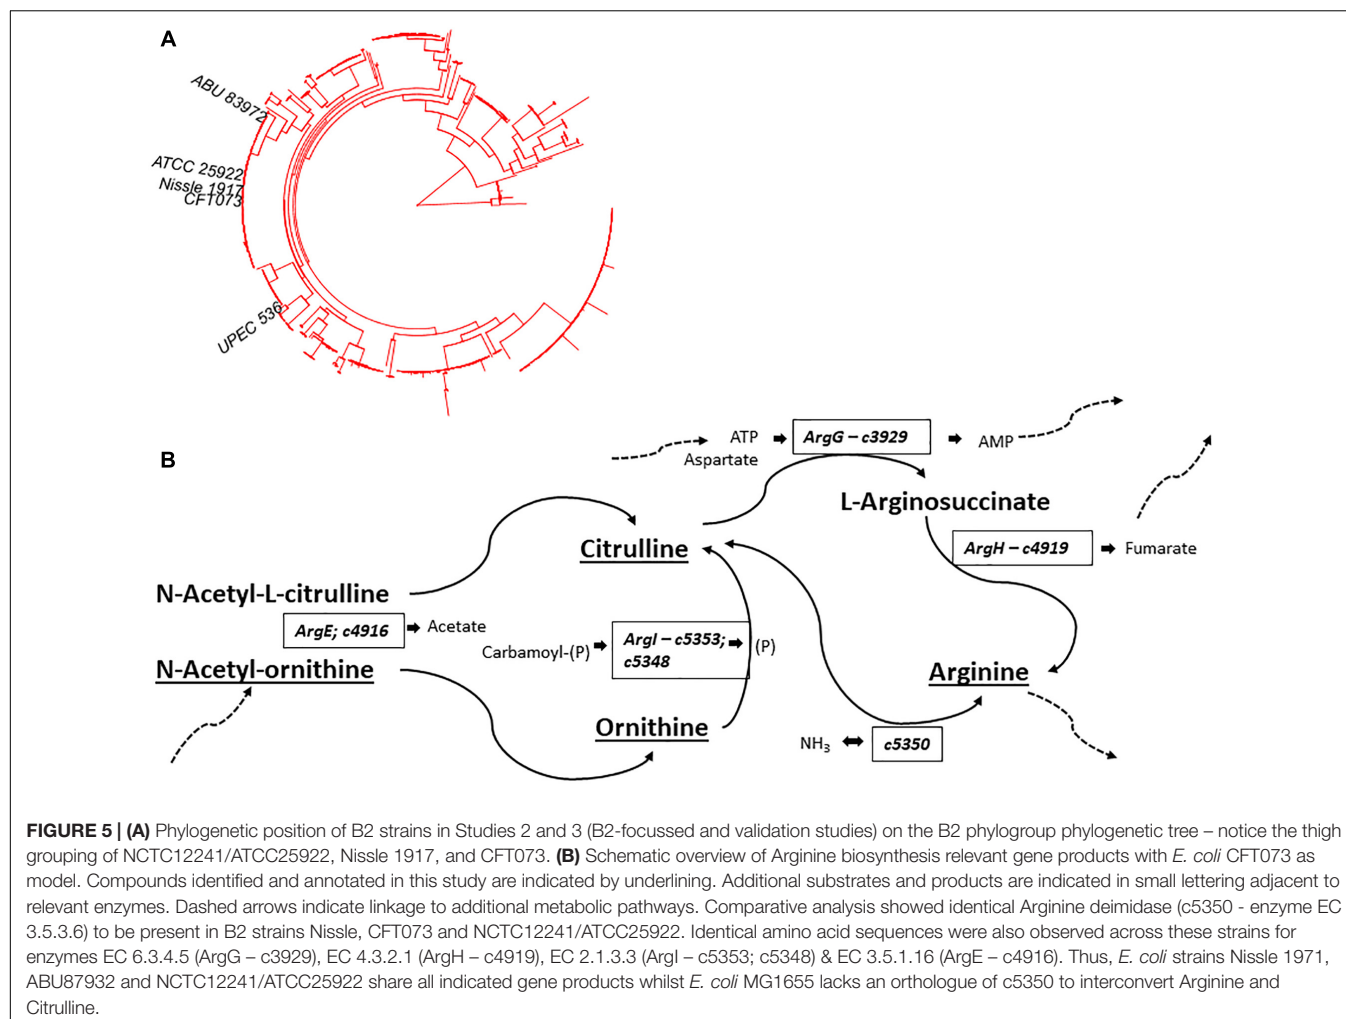 A
ABU 83972
ATCC 25922
Nissle 1917
CFT073
UPEC 536
B
ATP
Aspartate
ArgG – c3929
AMP
L-Arginosuccinate
ArgH – c4919
Fumarate
Citrulline
N-Acetyl-L-citrulline
ArgE; c4916
Acetate
Carbamoyl-(P)
ArgI – c5353;
c5348
(P)
N-Acetyl-ornithine
Arginine
Ornithine
NH3
c5350
FIGURE 5 | (A) Phylogenetic position of B2 strains in Studies 2 and 3 (B2-focussed and validation studies) on the B2 phylogroup phylogenetic tree – notice the thigh
grouping of NCTC12241/ATCC25922, Nissle 1917, and CFT073. (B) Schematic overview of Arginine biosynthesis relevant gene products with E. coli CFT073 as
model. Compounds identified and annotated in this study are indicated by underlining. Additional substrates and products are indicated in small lettering adjacent to
relevant enzymes. Dashed arrows indicate linkage to additional metabolic pathways. Comparative analysis showed identical Arginine deimidase (c5350 - enzyme EC
3.5.3.6) to be present in B2 strains Nissle, CFT073 and NCTC12241/ATCC25922. Identical amino acid sequences were also observed across these strains for
enzymes EC 6.3.4.5 (ArgG – c3929), EC 4.3.2.1 (ArgH – c4919), EC 2.1.3.3 (ArgI – c5353; c5348) & EC 3.5.1.16 (ArgE – c4916). Thus, E. coli strains Nissle 1971,
ABU87932 and NCTC12241/ATCC25922 share all indicated gene products whilst E. coli MG1655 lacks an orthologue of c5350 to interconvert Arginine and
Citrulline.